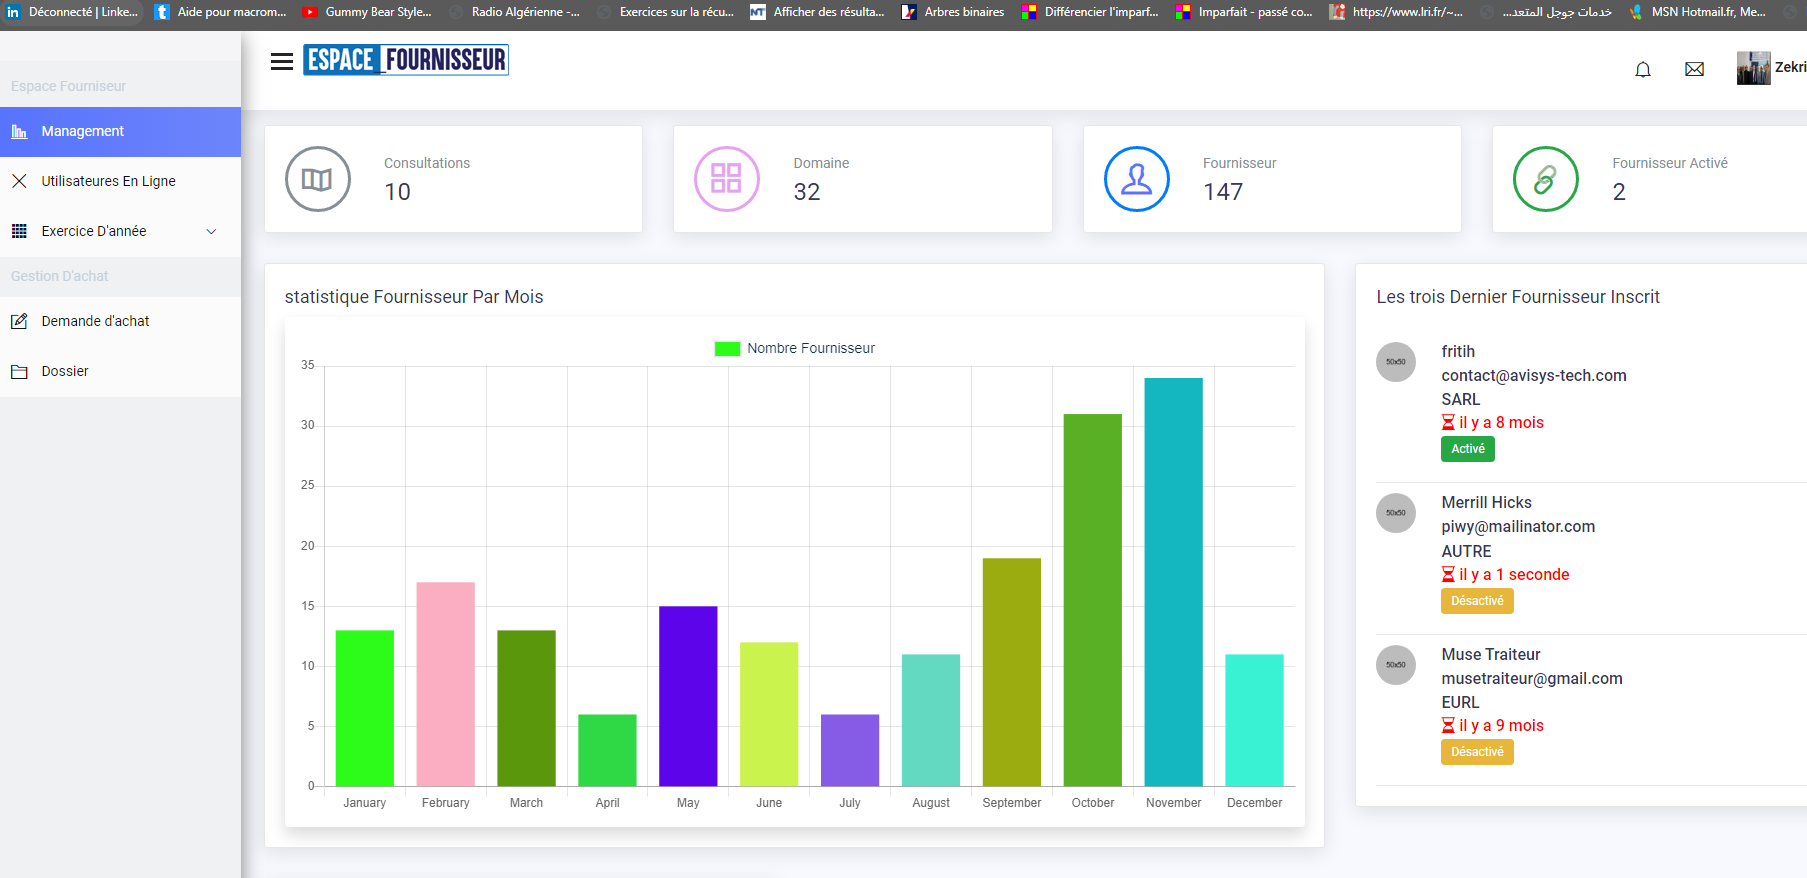 Déconnecté | Linke...
Aide pour macrom...
Gummy Bear Style...
Radio Algérienne -...
Exercices sur la récu...
Afficher des résulta...
Arbres binaires
Différencier l'imparf...
Imparfait - passé co...
https://www.lri.fr/~...
خدمات جوجل المتعد...
MSN Hotmail.fr, Me...
ESPACE_FOURNISSEUR
Zekri
Espace Fourniseur
Management
Utilisateures En Ligne
Exercice D'année
Gestion D'achat
Demande d'achat
Dossier
Consultations
10
Domaine
32
Fournisseur
147
Fournisseur Activé
2
statistique Fournisseur Par Mois
Nombre Fournisseur
35
30
25
20
15
10
5
0
January
February
March
April
May
June
July
August
September
October
November
December
Les trois Dernier Fournisseur Inscrit
50x50
fritih
contact@avisys-tech.com
SARL
il y a 8 mois
Activé
50x50
Merrill Hicks
piwy@mailinator.com
AUTRE
il y a 1 seconde
Désactivé
50x50
Muse Traiteur
musetraiteur@gmail.com
EURL
il y a 9 mois
Désactivé